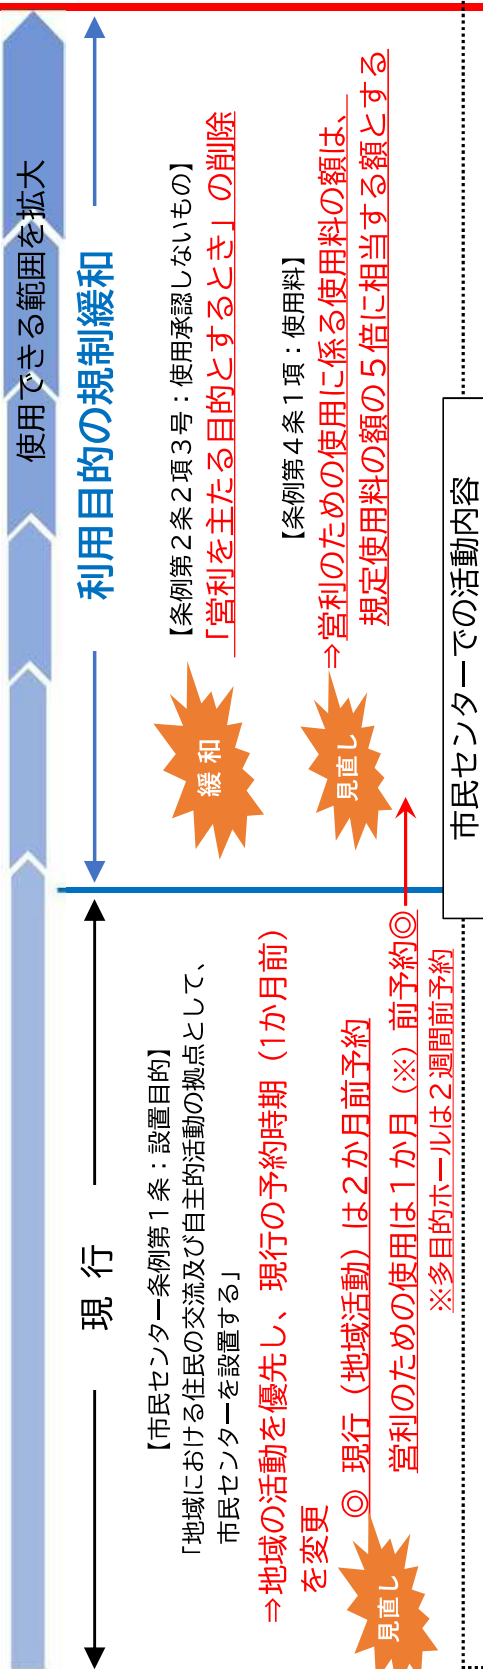 使用できる範囲を拡大
現 行
利用目的の規制緩和
【市民センター条例第１条：設置目的】
「地域における住民の交流及び自主的活動の拠点として、
市民センターを設置する」
⇒地域の活動を優先し、現行の予約時期（1か月前）
を変更
見直し
◎ 現行（地域活動）は２か月前予約
営利のための使用は１か月（※）前予約◎
※多目的ホールは２週間前予約
緩 和
【条例第２条２項３号：使用承認しないもの】
「営利を主たる目的とするとき」の削除
見直し
【条例第４条１項：使用料】
⇒営利のための使用に係る使用料の額は、
規定使用料の額の５倍に相当する額とする
市民センターでの活動内容